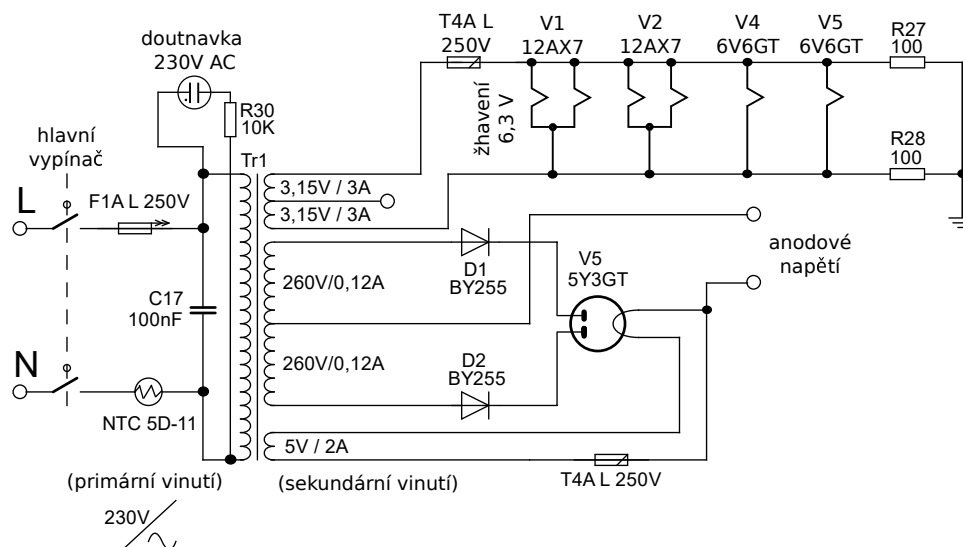 doutnavka
230V AC
R30
10K
hlavní
vypínač
L
F1A L 250V
C17
100nF
N
NTC 5D-11
(primární vinutí)
230V
Tr1
3,15V / 3A
3,15V / 3A
260V/0,12A
260V/0,12A
5V / 2A
(sekundární vinutí)
T4A L
250V
žhavení
6,3 V
V1
12AX7
V2
12AX7
V4
6V6GT
V5
6V6GT
R27
100
R28
100
D1
BY255
D2
BY255
V5
5Y3GT
anodové
napětí
T4A L 250V